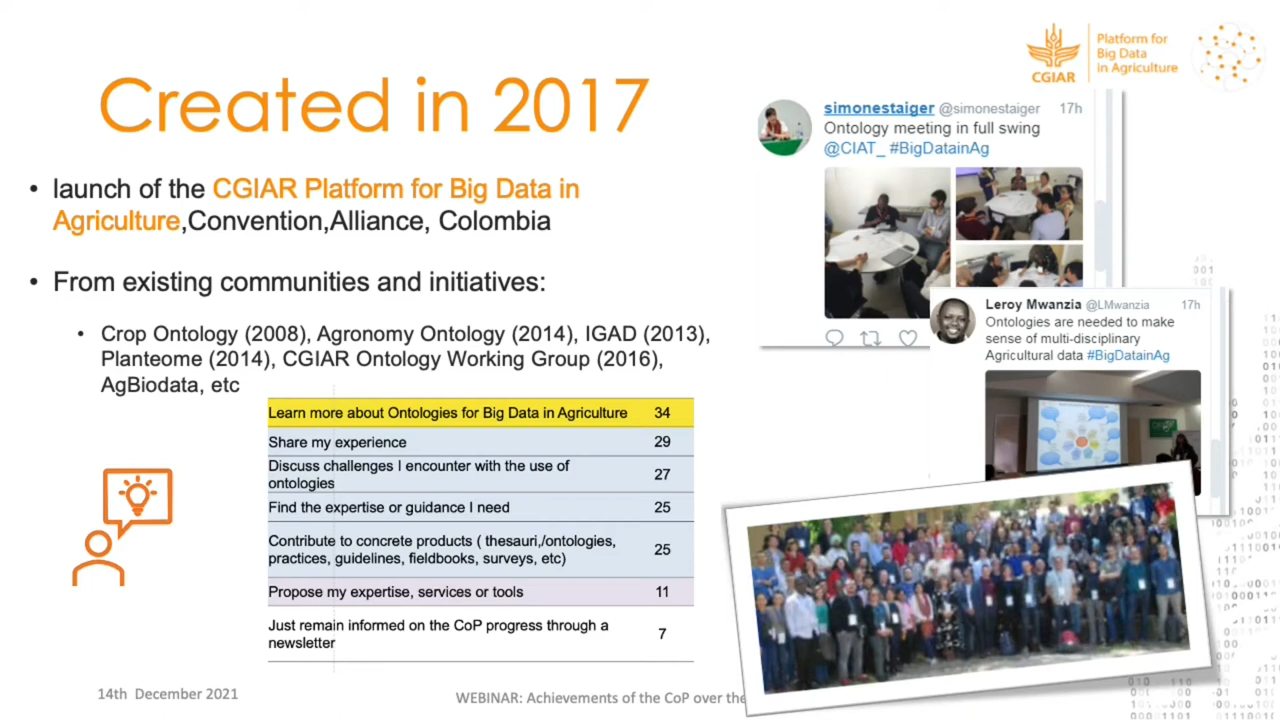 Created in 2017
CGIAR
Platform for
Big Data
in Agriculture
• launch of the CGIAR Platform for Big Data in
Agriculture,Convention,Alliance, Colombia
• From existing communities and initiatives:
• Crop Ontology (2008), Agronomy Ontology (2014), IGAD (2013),
Planteome (2014), CGIAR Ontology Working Group (2016),
AgBiodata, etc
Learn more about Ontologies for Big Data in Agriculture 34
Share my experience 29
Discuss challenges I encounter with the use of
ontologies 27
Find the expertise or guidance I need 25
Contribute to concrete products ( thesauri,/ontologies,
practices, guidelines, fieldbooks, surveys, etc) 25
Propose my expertise, services or tools 11
Just remain informed on the CoP progress through a
newsletter 7
simonestaiger @simonestaiger 17h
Ontology meeting in full swing
@CIAT_ #BigDatainAg
Leroy Mwanzia @LMwanzia 17h
Ontologies are needed to make
sense of multi-disciplinary
Agricultural data #BigDatainAg
14th December 2021
WEBINAR: Achievements of the CoP over the